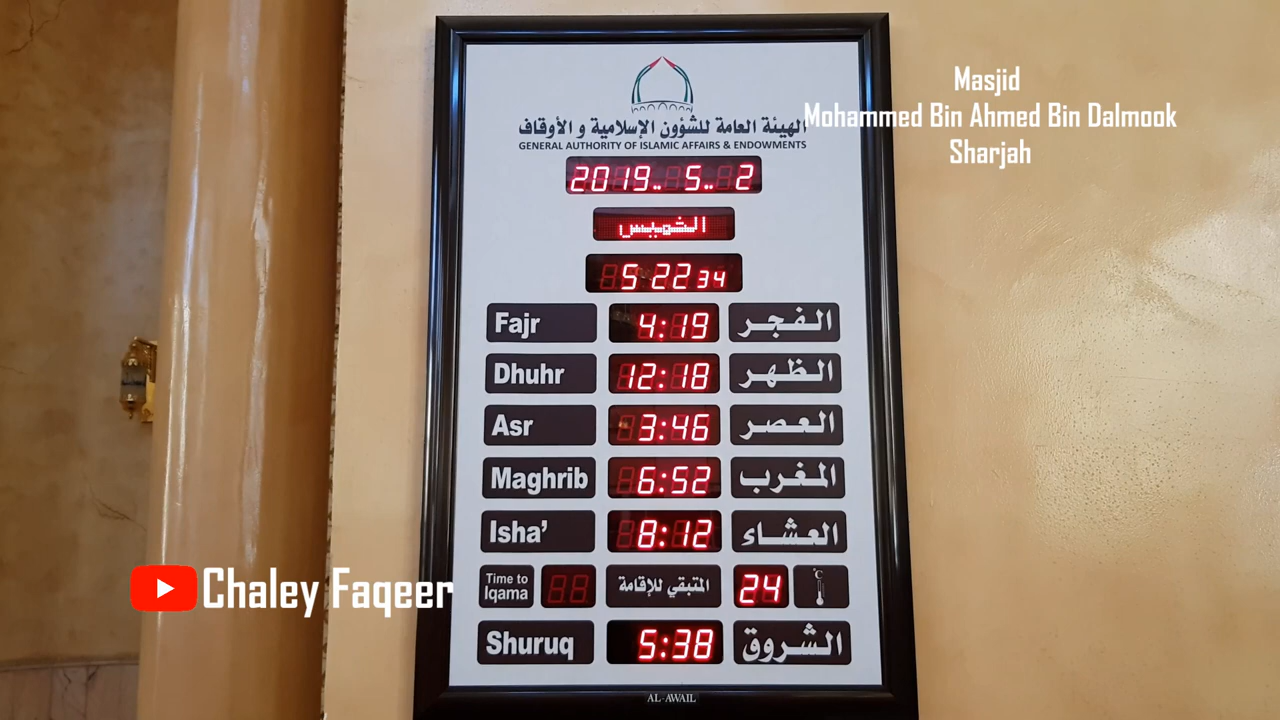 Masjid
Mohammed Bin Ahmed Bin Dalmook
Sharjah
الهيئة العامة للشؤون الإسلامية و الأوقاف
GENERAL AUTHORITY OF ISLAMIC AFFAIRS & ENDOWMENTS
2019.. 5.. 2
الخميس
5 22 34
Fajr 4:19 الفجر
Dhuhr 12:18 الظهر
Asr 3:46 العصر
Maghrib 6:52 المغرب
Isha’ 8:12 العشاء
Time to Iqama المتبقي للإقامة 24 °C
Shuruq 5:38 الشروق
AL-AWAIL
Chaley Faqeer